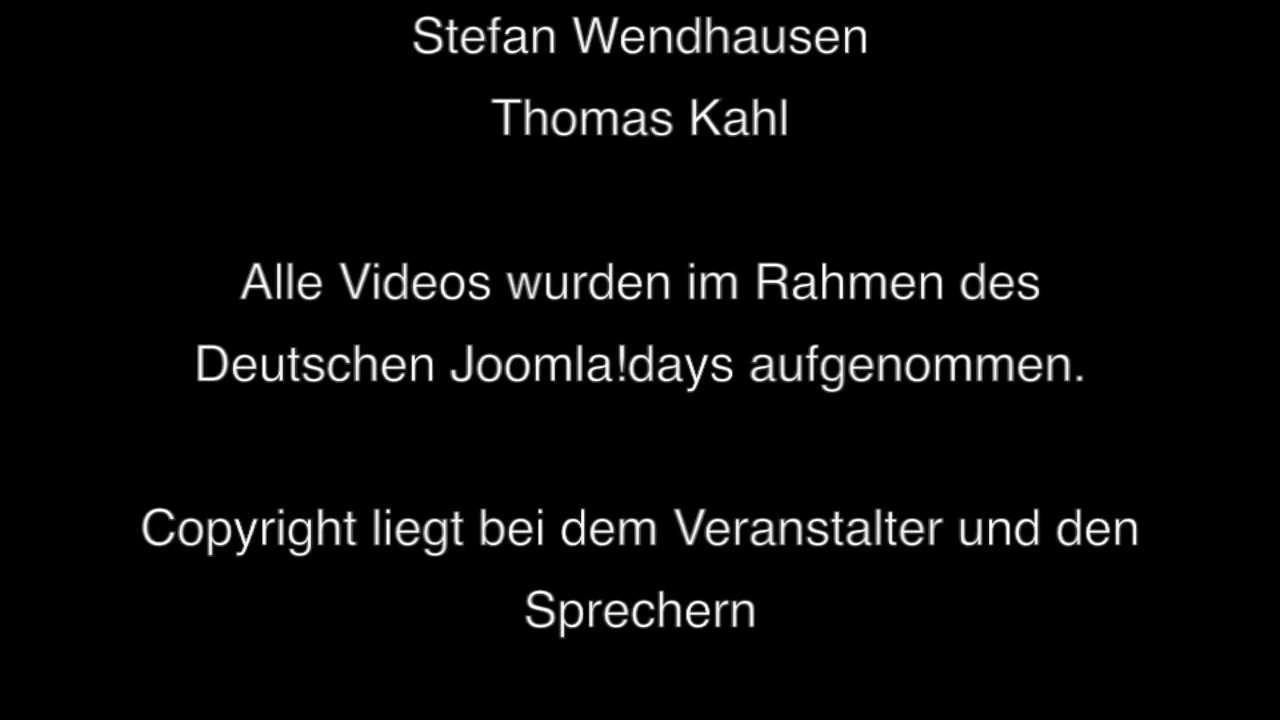 Stefan Wendhausen
Thomas Kahl
Alle Videos wurden im Rahmen des
Deutschen Joomla!days aufgenommen.
Copyright liegt bei dem Veranstalter und den
Sprechern